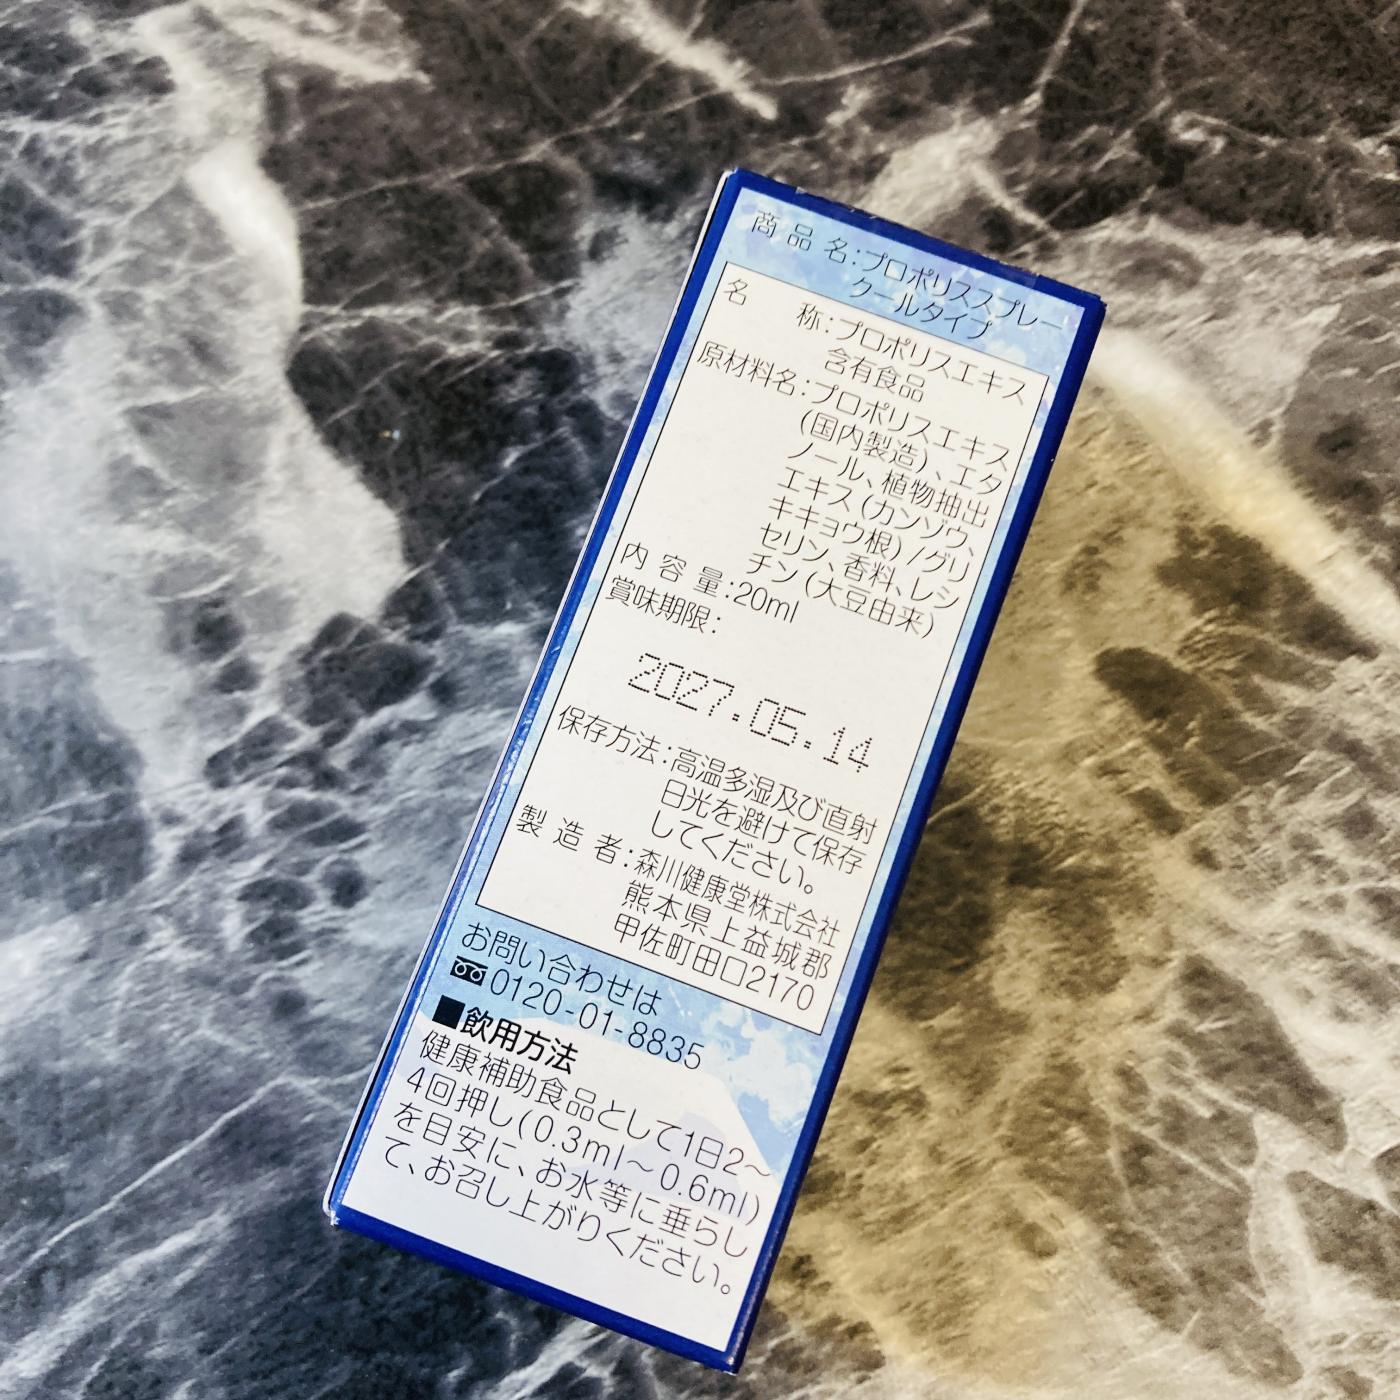 商品名:プロポリススプレー
クールタイプ
名称:プロポリスエキス
含有食品
原材料名:プロポリスエキス
(国内製造)、エタ
ノール、植物抽出
エキス(カンゾウ、
キキョウ根)/グリ
セリン、香料、レシ
チン(大豆由来)
内容量:20ml
賞味期限:
2027.05.14
保存方法:高温多湿及び直射
日光を避けて保存
してください。
製造者:森川健康堂株式会社
熊本県上益城郡
甲佐町田口2170
お問い合わせは
0120-01-8835
■飲用方法
健康補助食品として1日2～
4回押し(0.3ml～0.6ml)
を目安に、お水等に垂らし
て、お召し上がりください。